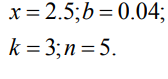 x = 2.5; b = 0.04;
k = 3; n = 5.